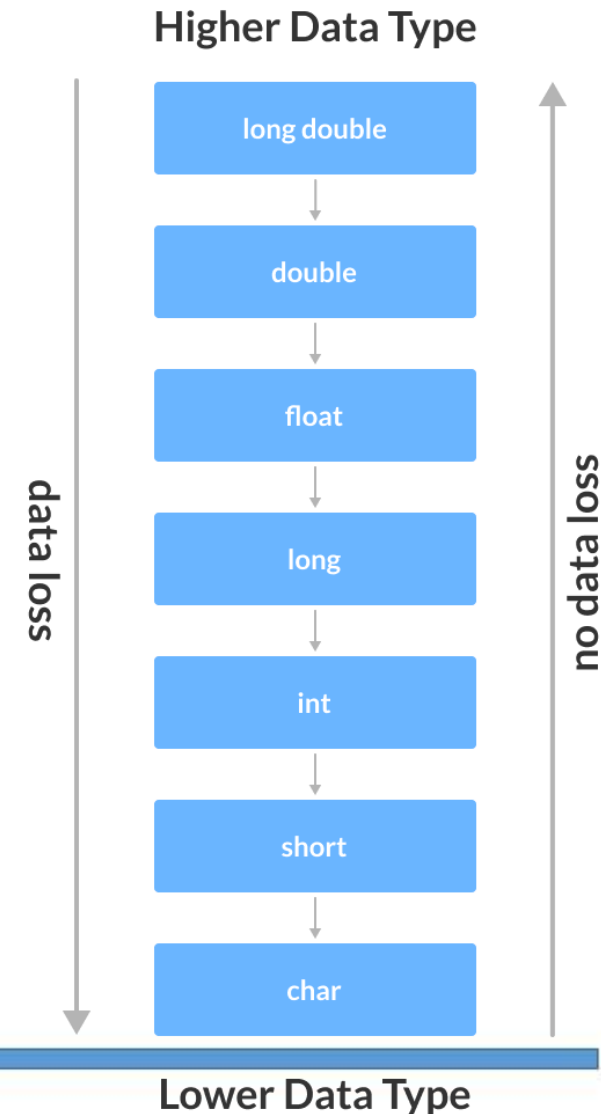 Higher Data Type
long double
double
float
long
int
short
char
data loss
no data loss
Lower Data Type